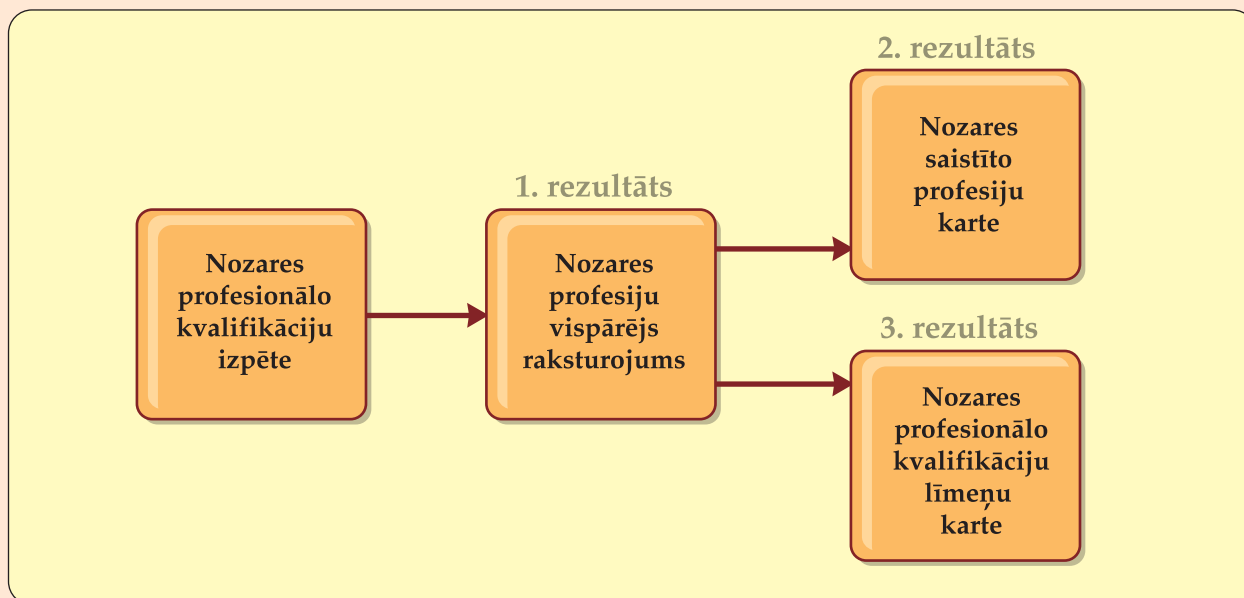 Nozares
profesionālo
kvalifikāciju
izpēte
1. rezultāts
Nozares
profesiju
vispārējs
raksturojums
2. rezultāts
Nozares
saistīto
profesiju
karte
3. rezultāts
Nozares
profesionālo
kvalifikāciju
līmeņu
karte